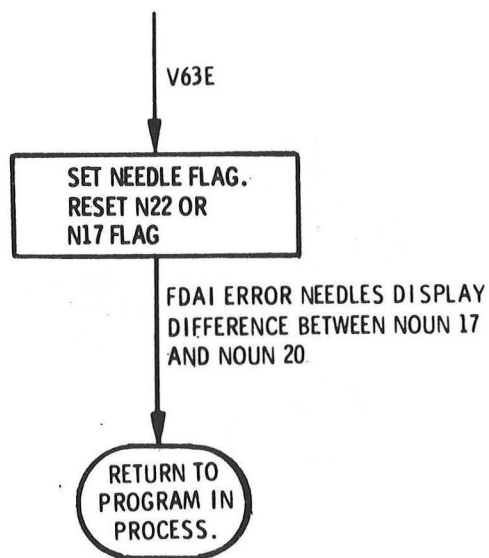 V63E
SET NEEDLE FLAG.
RESET N22 OR
N17 FLAG
FDAI ERROR NEEDLES DISPLAY
DIFFERENCE BETWEEN NOUN 17
AND NOUN 20
RETURN TO
PROGRAM IN
PROCESS.